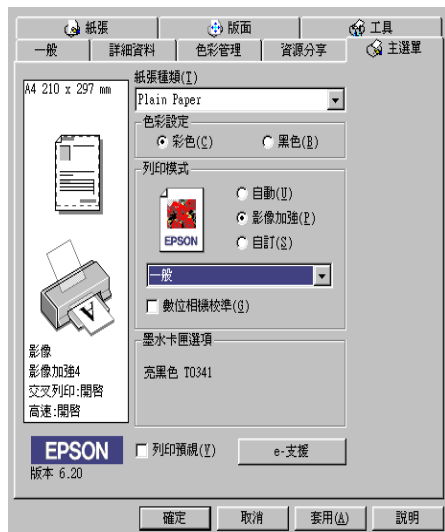 紙張 版面 工具
一般 詳細資料 色彩管理 資源分享 主選單
A4 210 x 297 mm
紙張種類(T)
Plain Paper
色彩設定
彩色(C) 黑色(B)
列印模式
自動(U)
影像加強(P)
自訂(S)
EPSON
一般
數位相機校準(G)
墨水卡匣選項
亮黑色 T0341
影像
影像加強4
交叉列印:開啓
高速:開啓
EPSON
版本 6.20
列印預視(V)
e-支援
確定 取消 套用(A) 說明